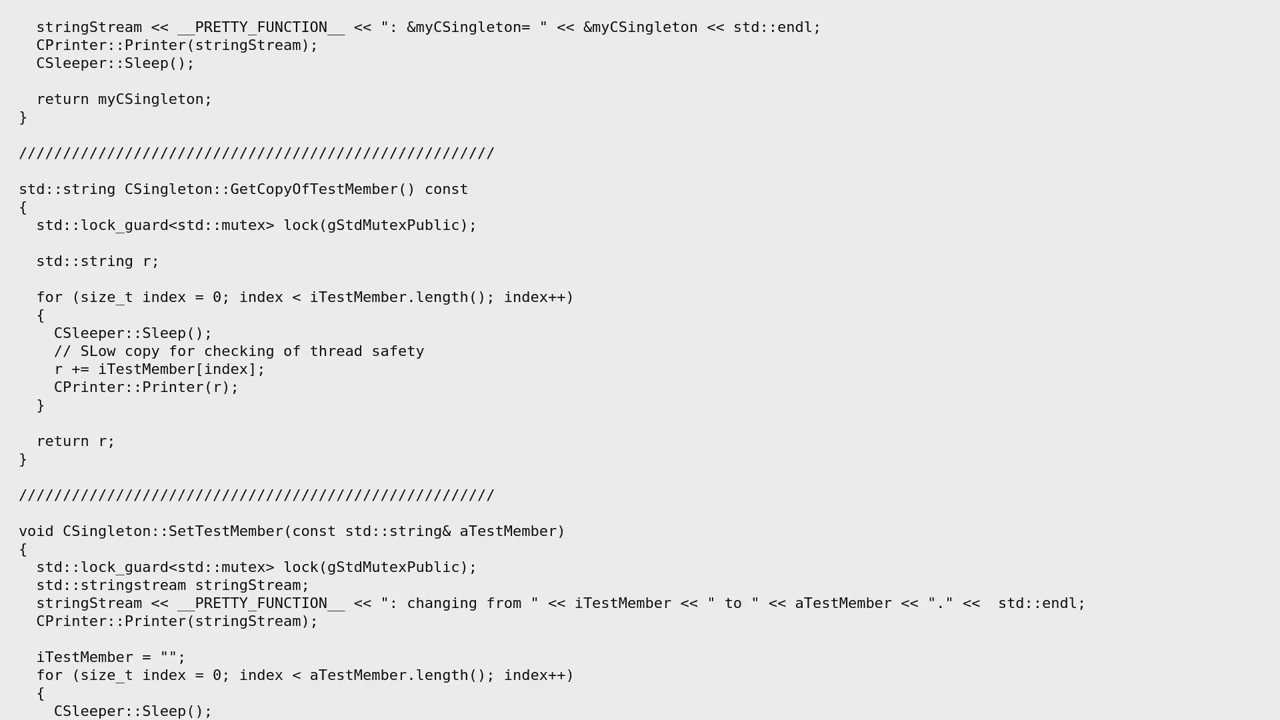 stringStream << __PRETTY_FUNCTION__ << ": &myCSingleton= " << &myCSingleton << std::endl;
  CPrinter::Printer(stringStream);
  CSleeper::Sleep();

  return myCSingleton;
}

//////////////////////////////////////////////////////

std::string CSingleton::GetCopyOfTestMember() const
{
  std::lock_guard<std::mutex> lock(gStdMutexPublic);

  std::string r;

  for (size_t index = 0; index < iTestMember.length(); index++)
  {
    CSleeper::Sleep();
    // SLow copy for checking of thread safety
    r += iTestMember[index];
    CPrinter::Printer(r);
  }

  return r;
}

//////////////////////////////////////////////////////

void CSingleton::SetTestMember(const std::string& aTestMember)
{
  std::lock_guard<std::mutex> lock(gStdMutexPublic);
  std::stringstream stringStream;
  stringStream << __PRETTY_FUNCTION__ << ": changing from " << iTestMember << " to " << aTestMember << "." <<  std::endl;
  CPrinter::Printer(stringStream);

  iTestMember = "";
  for (size_t index = 0; index < aTestMember.length(); index++)
  {
    CSleeper::Sleep();